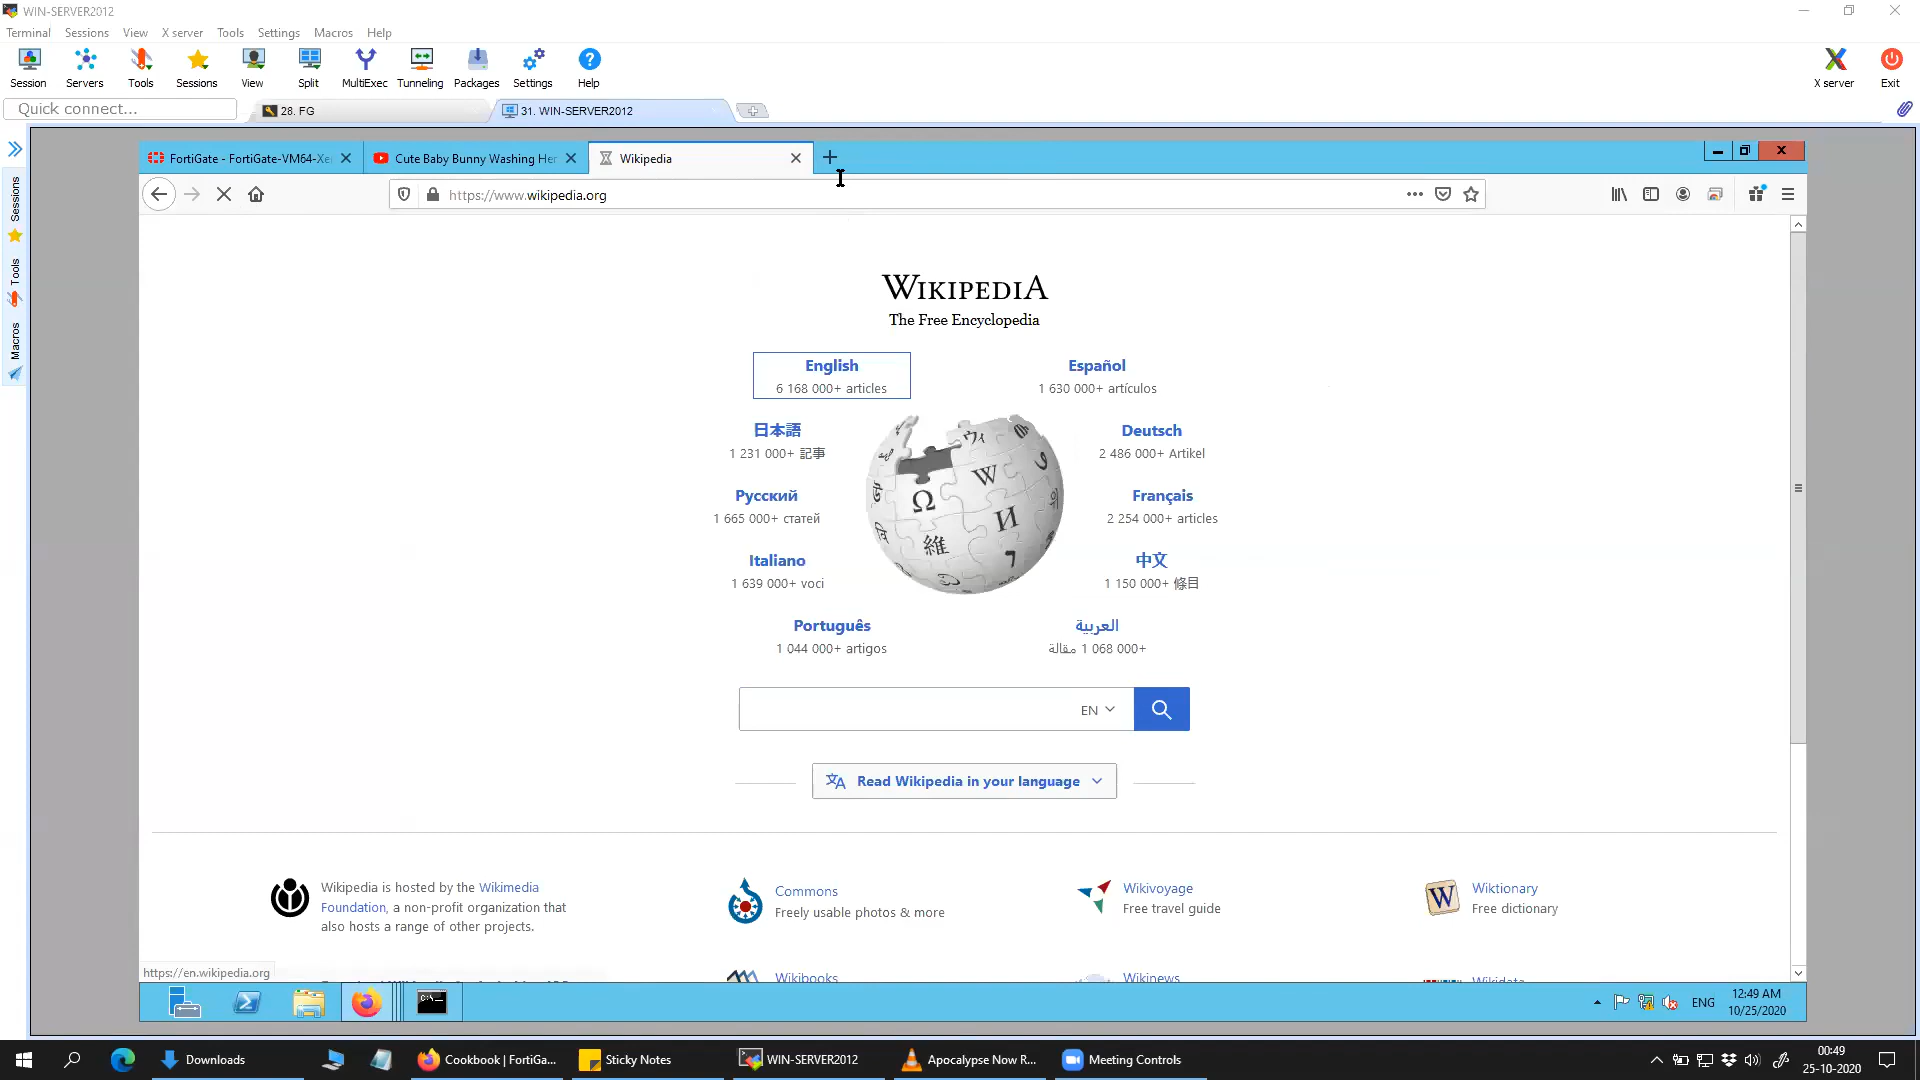 WIN-SERVER2012
Terminal Sessions View X server Tools Settings Macros Help
Session Servers Tools Sessions View Split MultiExec Tunneling Packages Settings Help X server Exit
Quick connect... 28. FG 31. WIN-SERVER2012
FortiGate - FortiGate-VM64-Xe Cute Baby Bunny Washing Her Wikipedia
https://www.wikipedia.org
Sessions
Tools
Macros
WIKIPEDIA
The Free Encyclopedia
English Español
6 168 000+ articles 1 630 000+ artículos
日本語 Deutsch
1 231 000+ 記事 2 486 000+ Artikel
Русский Français
1 665 000+ статей 2 254 000+ articles
Italiano 中文
1 639 000+ voci 1 150 000+ 條目
Português العربية
1 044 000+ artigos 1 068 000+ مقالة
EN
Read Wikipedia in your language
Wikipedia is hosted by the Wikimedia
Foundation, a non-profit organization that
also hosts a range of other projects.
Commons
Freely usable photos & more
Wikivoyage
Free travel guide
Wiktionary
Free dictionary
Wikibooks Wikinews Wikidata
https://en.wikipedia.org
ENG 12:49 AM
10/25/2020
Downloads Cookbook | FortiGa... Sticky Notes WIN-SERVER2012 Apocalypse Now R... Meeting Controls 00:49
25-10-2020